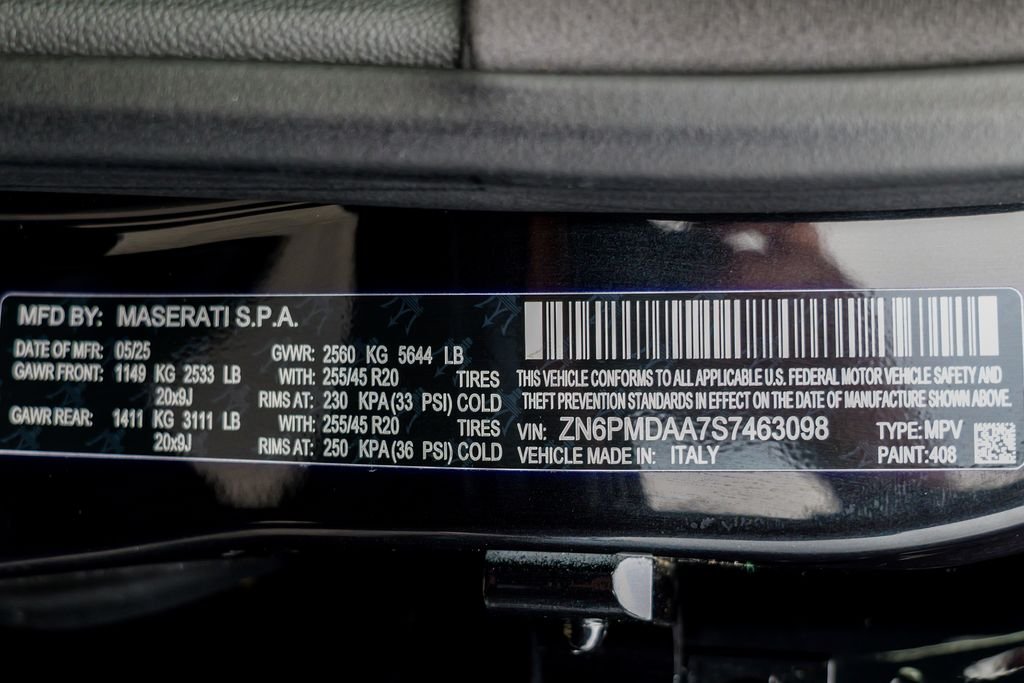 MFD BY: MASERATI S.P.A.
DATE OF MFR: 05/25 GVWR: 2560 KG 5644 LB
GAWR FRONT: 1149 KG 2533 LB WITH: 255/45 R20 TIRES
20x9J RIMS AT: 230 KPA(33 PSI) COLD
GAWR REAR: 1411 KG 3111 LB WITH: 255/45 R20 TIRES
20x9J RIMS AT: 250 KPA(36 PSI) COLD
THIS VEHICLE CONFORMS TO ALL APPLICABLE U.S. FEDERAL MOTOR VEHICLE SAFETY AND
THEFT PREVENTION STANDARDS IN EFFECT ON THE DATE OF MANUFACTURE SHOWN ABOVE.
VIN: ZN6PMDAA7S7463098 TYPE: MPV
VEHICLE MADE IN: ITALY PAINT: 408